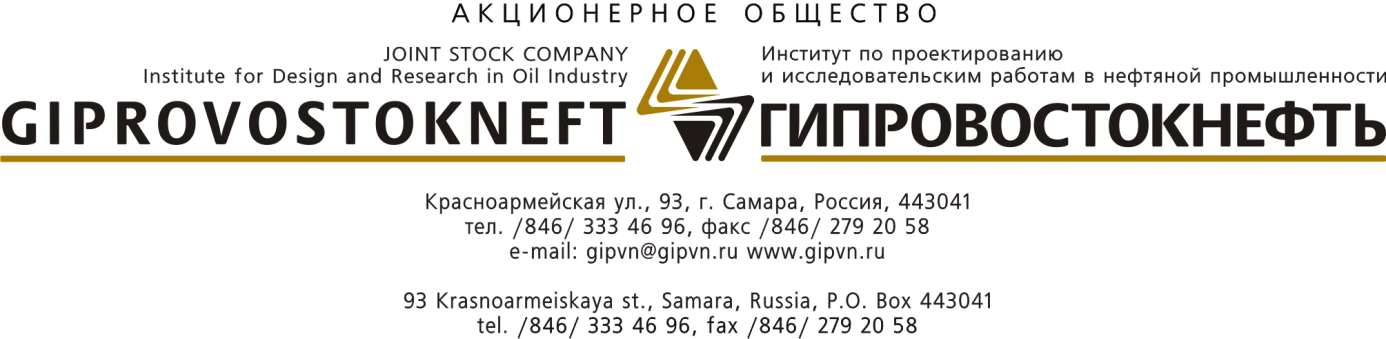 АКЦИОНЕРНОЕ ОБЩЕСТВО
JOINT STOCK COMPANY
Institute for Design and Research in Oil Industry
GIPROVOSTOKNEFT
Институт по проектированию
и исследовательским работам в нефтяной промышленности
ГИПРОВОСТОКНЕФТЬ
Красноармейская ул., 93, г. Самара, Россия, 443041
тел. /846/ 333 46 96, факс /846/ 279 20 58
e-mail: gipvn@gipvn.ru www.gipvn.ru
93 Krasnoarmeiskaya st., Samara, Russia, P.O. Box 443041
tel. /846/ 333 46 96, fax /846/ 279 20 58